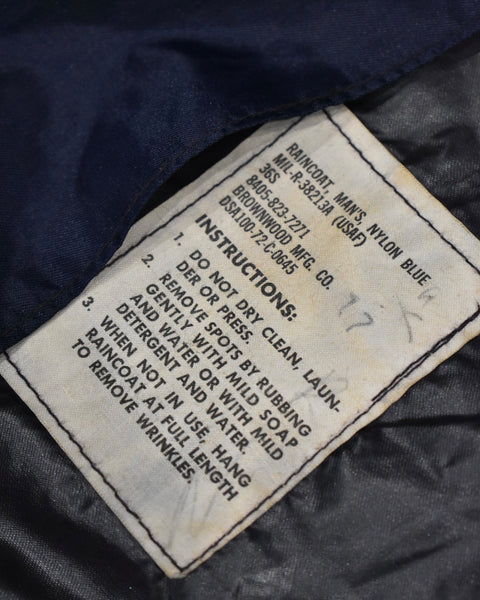 RAINCOAT, MAN'S, NYLON BLUE
MIL-R-38213A (USAF)
36S
8405-823-7271
BROWNWOOD MFG. CO.
DSA100-72-C-0645
INSTRUCTIONS:
1. DO NOT DRY CLEAN, LAUN-
DER OR PRESS.
2. REMOVE SPOTS BY RUBBING
GENTLY WITH MILD SOAP
AND WATER OR WITH MILD
DETERGENT AND WATER.
3. WHEN NOT IN USE, HANG
RAINCOAT AT FULL LENGTH
TO REMOVE WRINKLES.